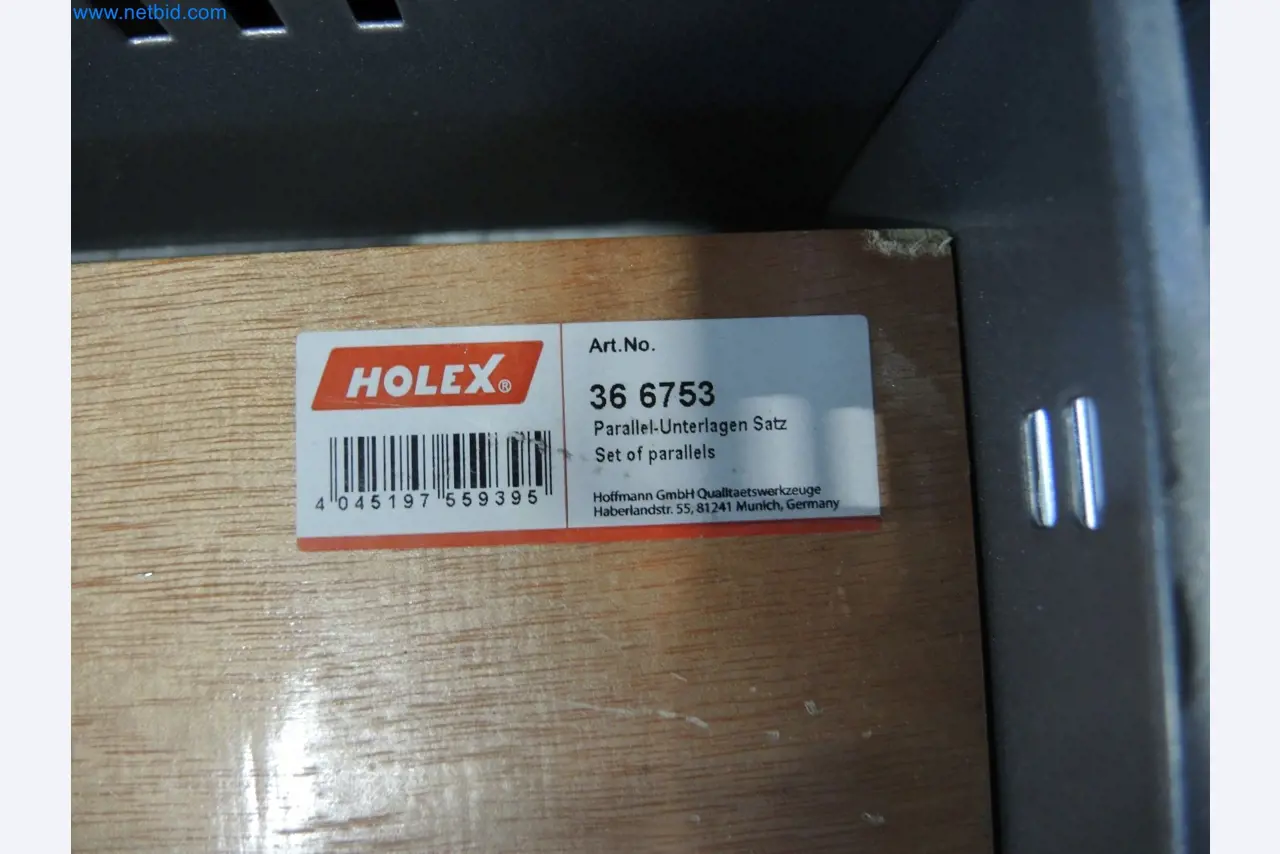 www.netbid.com
HOLEX®
4 045197 559395
Art.No.
36 6753
Parallel-Unterlagen Satz
Set of parallels
Hoffmann GmbH Qualitaetswerkzeuge
Haberlandstr. 55, 81241 Munich, Germany